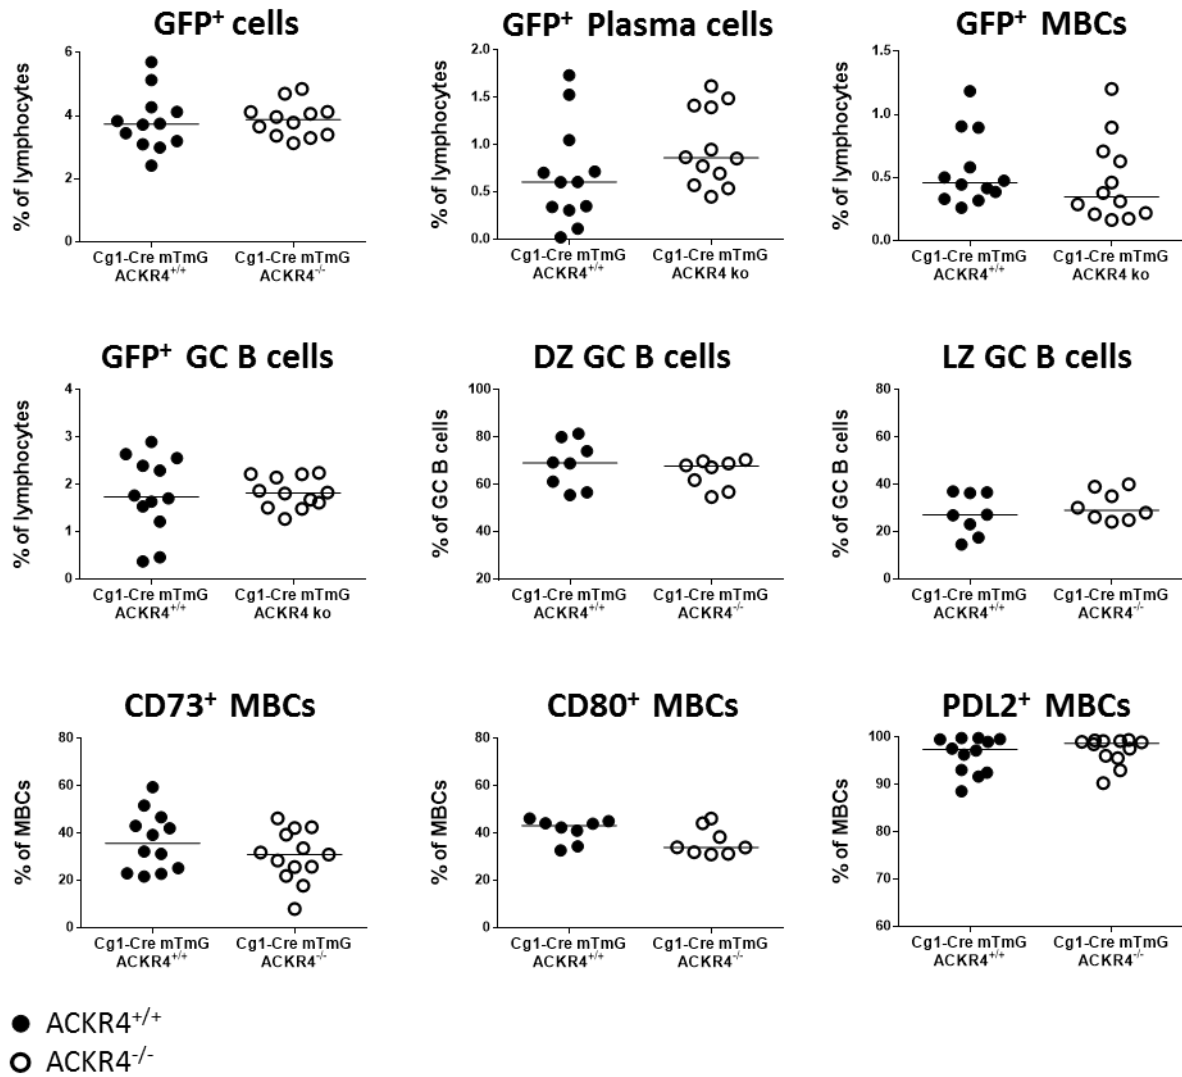 GFP⁺ cells
% of lymphocytes
6
4
2
0
Cg1-Cre mTmG ACKR4⁺/⁺
Cg1-Cre mTmG ACKR4⁻/⁻
GFP⁺ Plasma cells
% of lymphocytes
2.0
1.5
1.0
0.5
0.0
Cg1-Cre mTmG ACKR4⁺/⁺
Cg1-Cre mTmG ACKR4 ko
GFP⁺ MBCs
% of lymphocytes
1.5
1.0
0.5
0.0
Cg1-Cre mTmG ACKR4⁺/⁺
Cg1-Cre mTmG ACKR4 ko
GFP⁺ GC B cells
% of lymphocytes
4
3
2
1
0
Cg1-Cre mTmG ACKR4⁺/⁺
Cg1-Cre mTmG ACKR4 ko
DZ GC B cells
% of GC B cells
100
80
60
40
20
Cg1-Cre mTmG ACKR4⁺/⁺
Cg1-Cre mTmG ACKR4⁻/⁻
LZ GC B cells
% of GC B cells
80
60
40
20
0
Cg1-Cre mTmG ACKR4⁺/⁺
Cg1-Cre mTmG ACKR4⁻/⁻
CD73⁺ MBCs
% of MBCs
80
60
40
20
0
Cg1-Cre mTmG ACKR4⁺/⁺
Cg1-Cre mTmG ACKR4⁻/⁻
CD80⁺ MBCs
% of MBCs
80
60
40
20
0
Cg1-Cre mTmG ACKR4⁺/⁺
Cg1-Cre mTmG ACKR4⁻/⁻
PDL2⁺ MBCs
% of MBCs
100
90
80
70
60
Cg1-Cre mTmG ACKR4⁺/⁺
Cg1-Cre mTmG ACKR4⁻/⁻
ACKR4⁺/⁺
ACKR4⁻/⁻